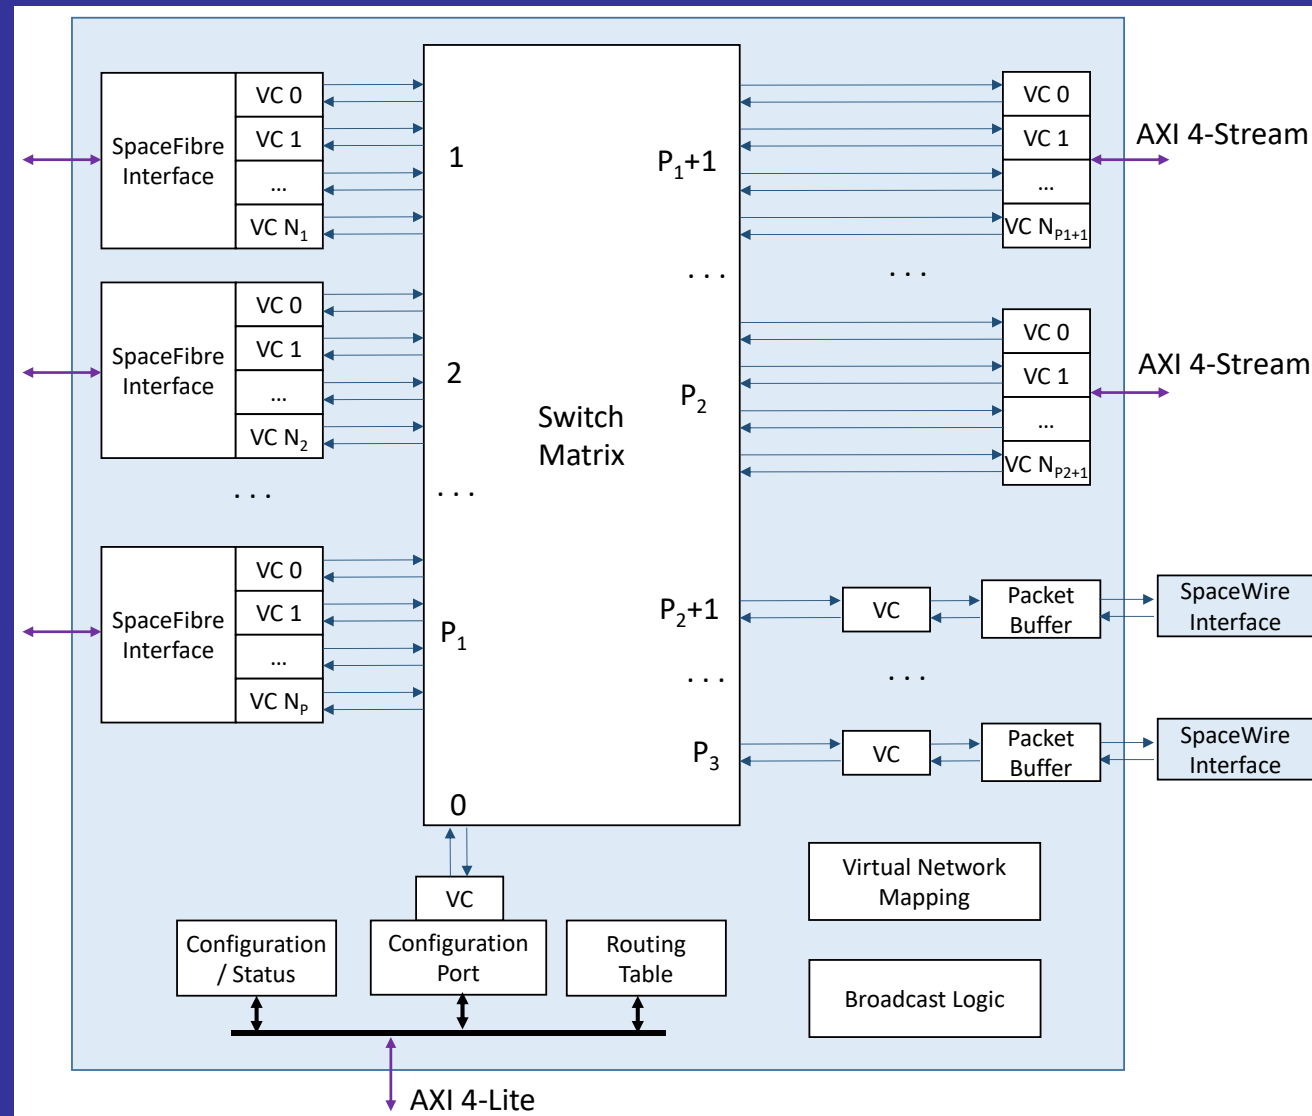 SpaceFibre
Interface
VC 0
VC 1
...
VC N₁
1
SpaceFibre
Interface
VC 0
VC 1
...
VC N₂
2
. . .
. . .
SpaceFibre
Interface
VC 0
VC 1
...
VC Nₚ
P₁
Switch
Matrix
0
P₁+1
VC 0
VC 1
...
VC N_P1+1
AXI 4-Stream
. . .
. . .
P₂
VC 0
VC 1
...
VC N_P2+1
AXI 4-Stream
P₂+1
VC
Packet
Buffer
SpaceWire
Interface
. . .
. . .
P₃
VC
Packet
Buffer
SpaceWire
Interface
VC
Configuration
/ Status
Configuration
Port
Routing
Table
Virtual Network
Mapping
Broadcast Logic
AXI 4-Lite